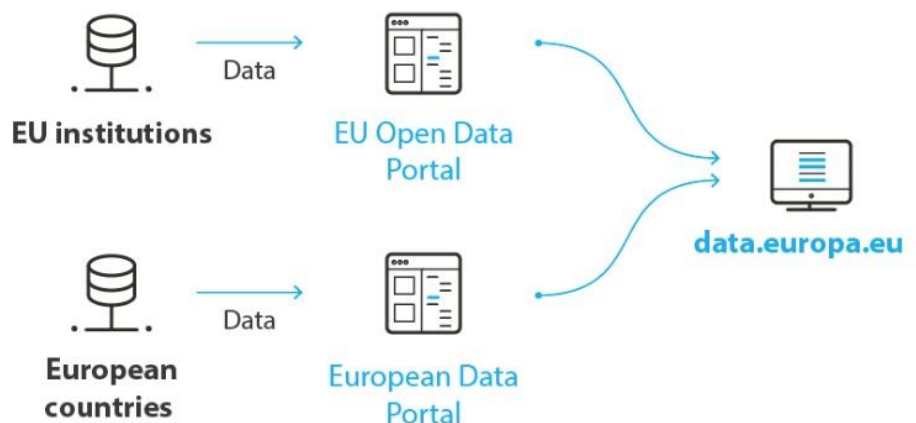 Data
EU institutions
EU Open Data
Portal
data.europa.eu
Data
European
countries
European Data
Portal